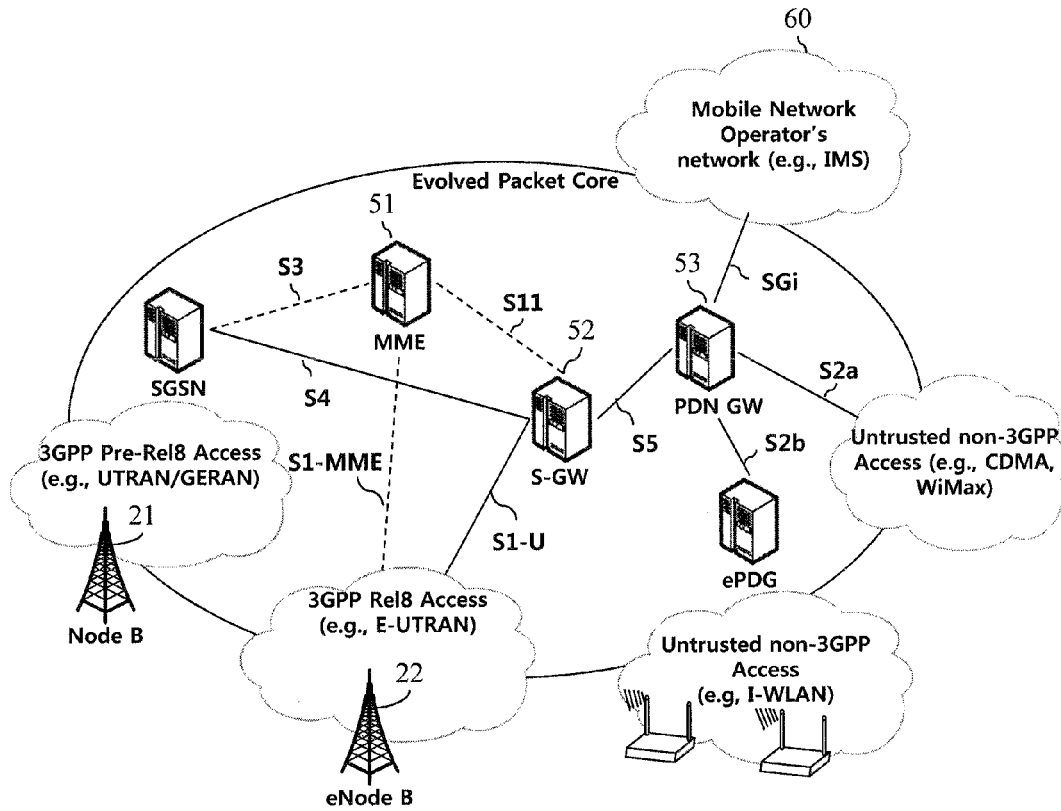 60
Mobile Network
Operator's
network (e.g., IMS)
Evolved Packet Core
51
S3
MME
S11
53
SGi
52
SGSN
S4
PDN GW
S2a
3GPP Pre-Rel8 Access
(e.g., UTRAN/GERAN)
S1-MME
S-GW
S5
S2b
Untrusted non-3GPP
Access (e.g., CDMA,
WiMax)
21
S1-U
ePDG
Node B
3GPP Rel8 Access
(e.g., E-UTRAN)
22
eNode B
Untrusted non-3GPP
Access
(e.g, I-WLAN)